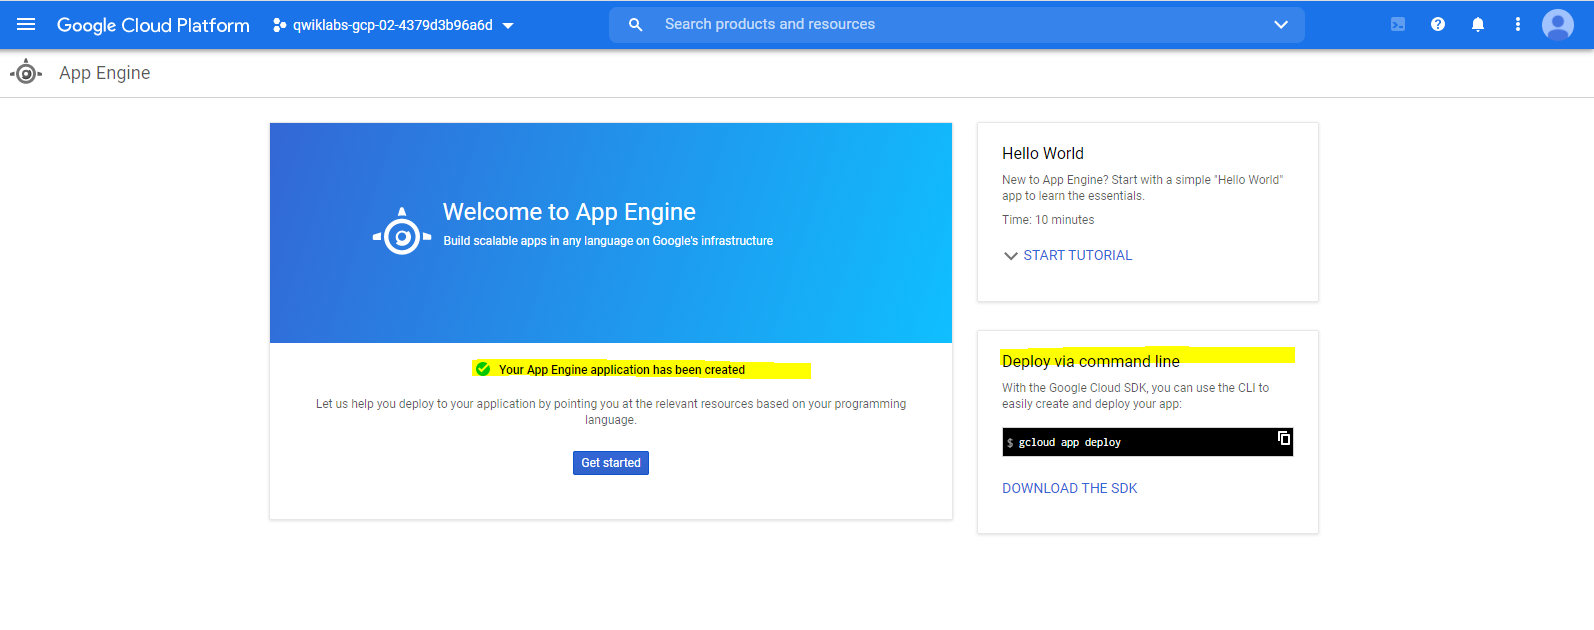 Google Cloud Platform
qwiklabs-gcp-02-4379d3b96a6d
Search products and resources
App Engine
Welcome to App Engine
Build scalable apps in any language on Google's infrastructure
Your App Engine application has been created
Let us help you deploy to your application by pointing you at the relevant resources based on your programming
language.
Get started
Hello World
New to App Engine? Start with a simple "Hello World"
app to learn the essentials.
Time: 10 minutes
START TUTORIAL
Deploy via command line
With the Google Cloud SDK, you can use the CLI to
easily create and deploy your app:
$ gcloud app deploy
DOWNLOAD THE SDK